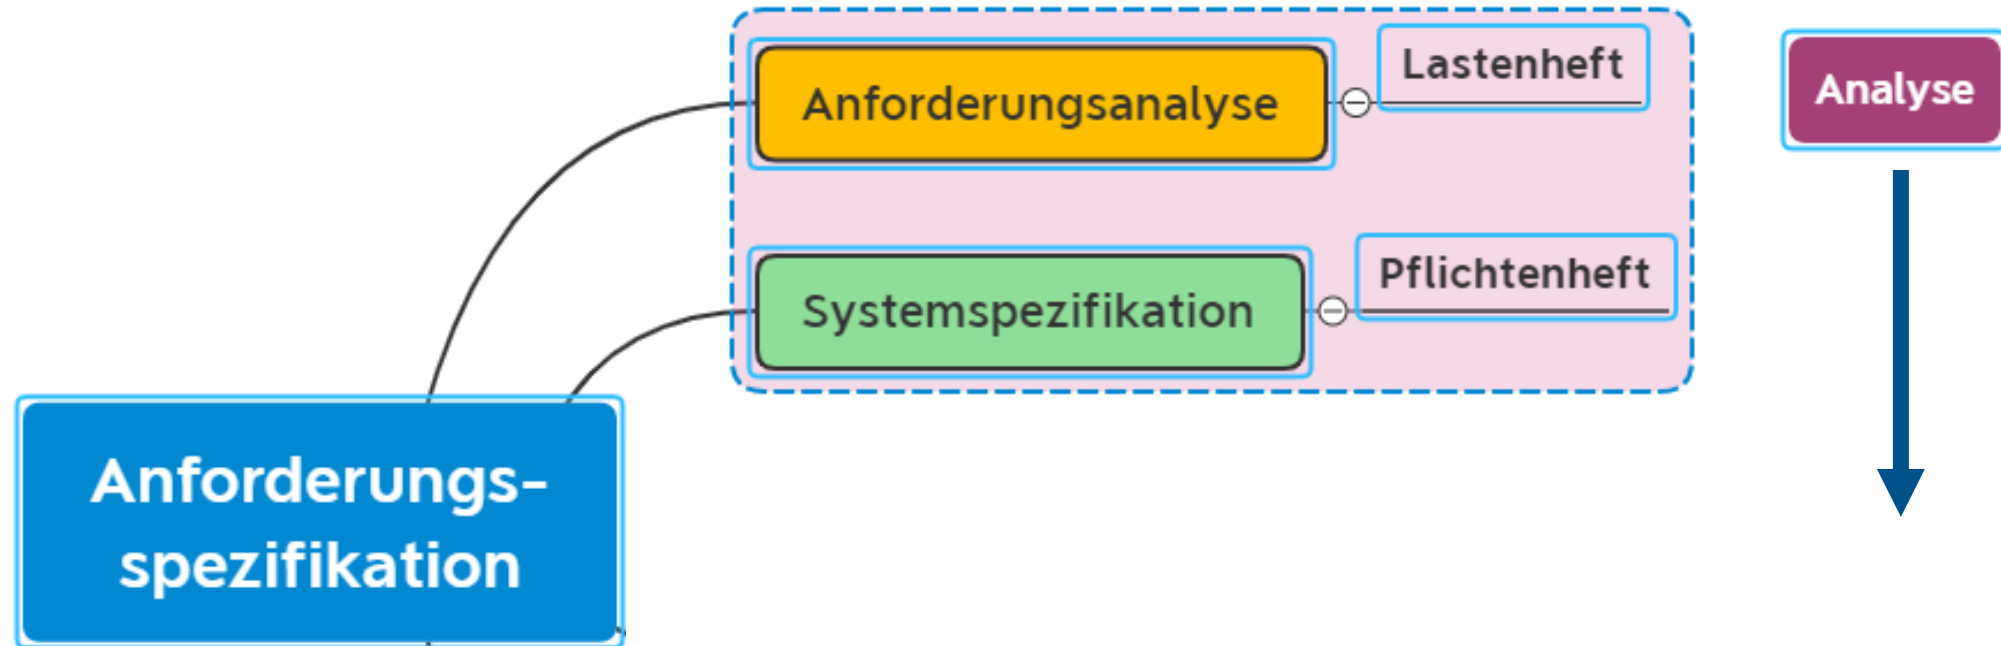 Anforderungsanalyse
Lastenheft
Analyse
Systemspezifikation
Pflichtenheft
Anforderungs-
spezifikation